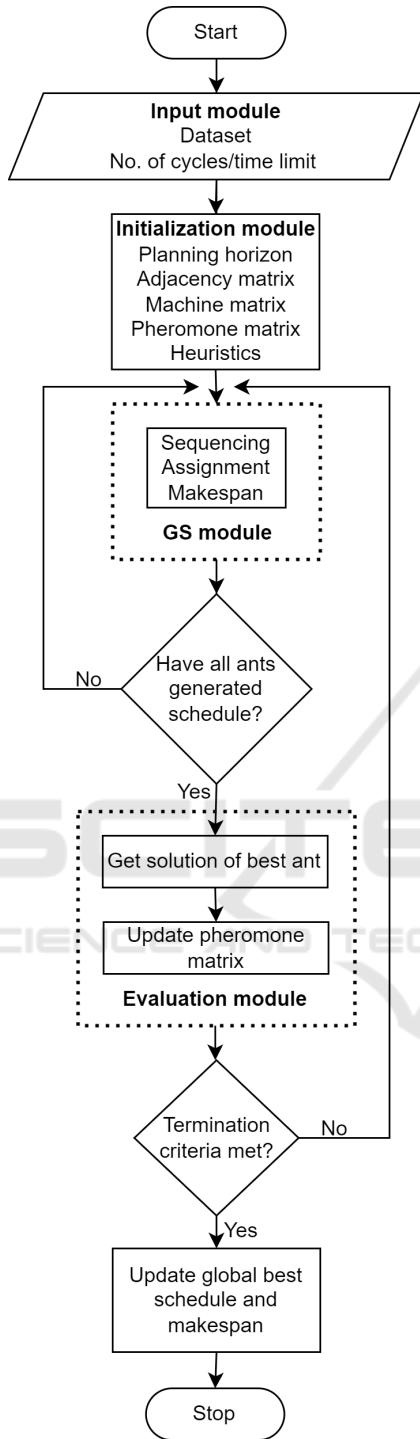 Start
Input module
Dataset
No. of cycles/time limit
Initialization module
Planning horizon
Adjacency matrix
Machine matrix
Pheromone matrix
Heuristics
Sequencing
Assignment
Makespan
GS module
Have all ants
generated
schedule?
No
Yes
Get solution of best ant
Update pheromone
matrix
Evaluation module
Termination
criteria met?
No
Yes
Update global best
schedule and
makespan
Stop